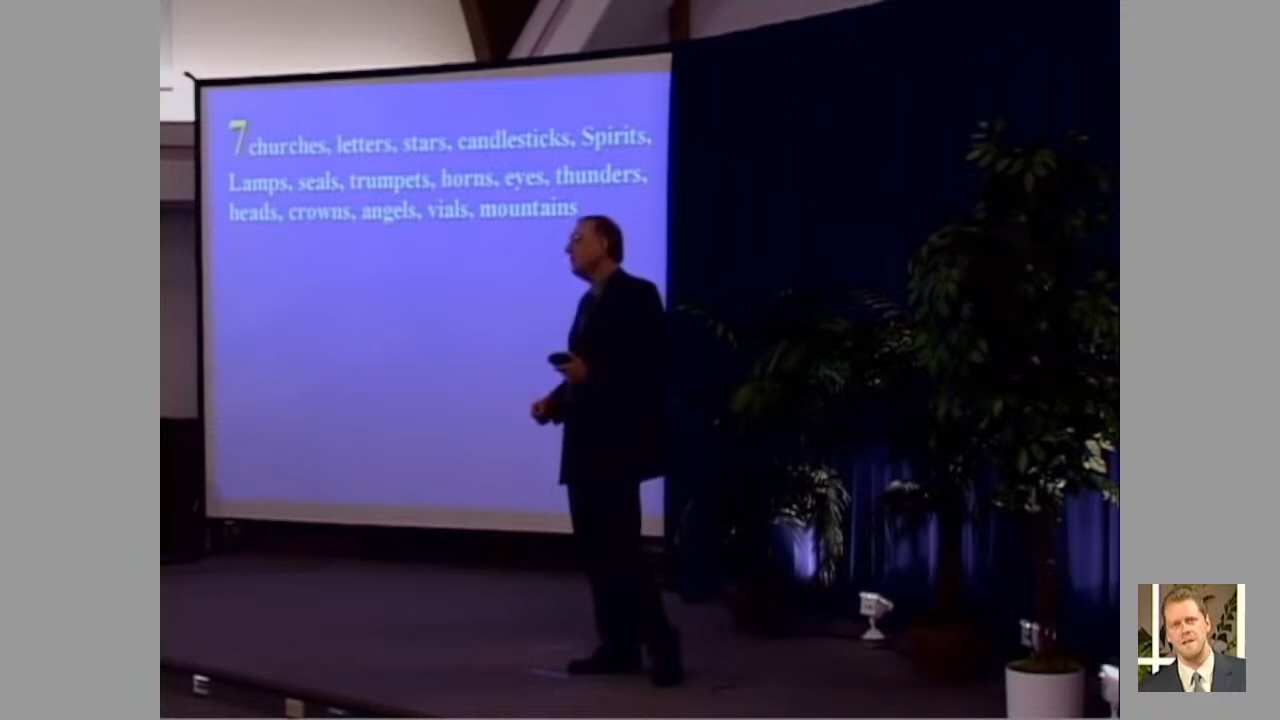 7 churches, letters, stars, candlesticks, Spirits,
Lamps, seals, trumpets, horns, eyes, thunders,
heads, crowns, angels, vials, mountains